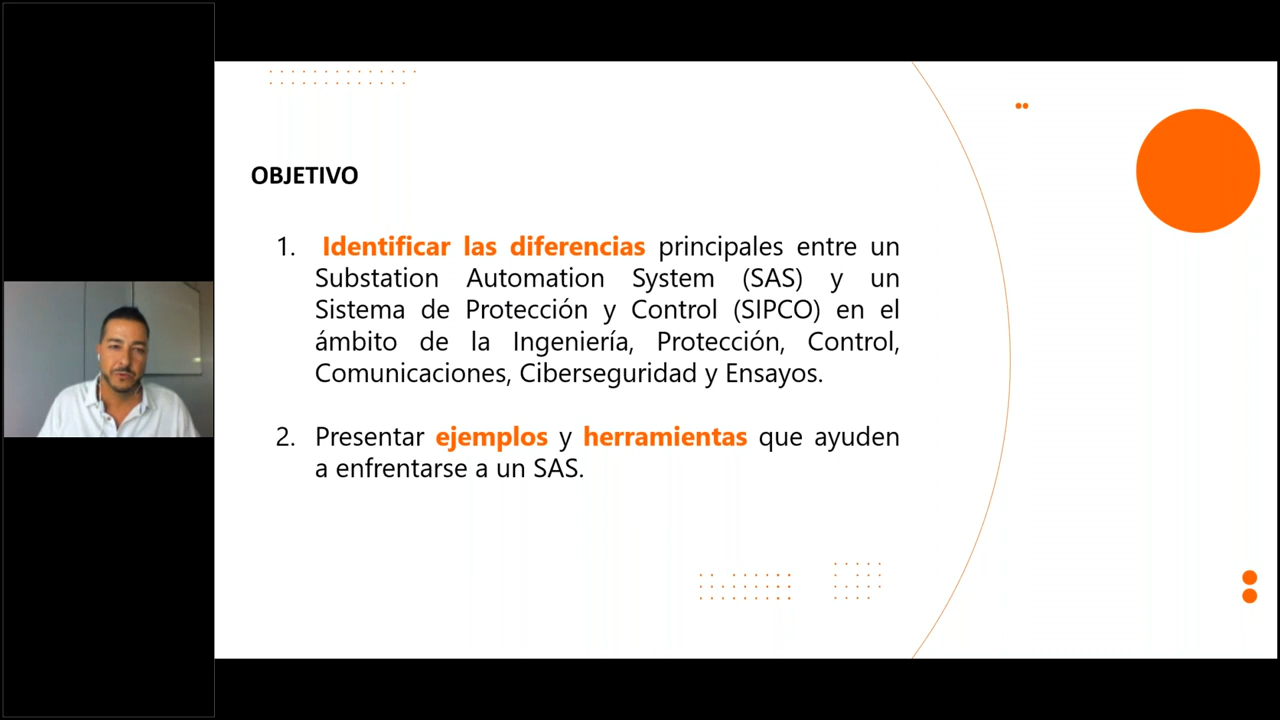 OBJETIVO
1. Identificar las diferencias principales entre un
Substation Automation System (SAS) y un
Sistema de Protección y Control (SIPCO) en el
ámbito de la Ingeniería, Protección, Control,
Comunicaciones, Ciberseguridad y Ensayos.
2. Presentar ejemplos y herramientas que ayuden
a enfrentarse a un SAS.